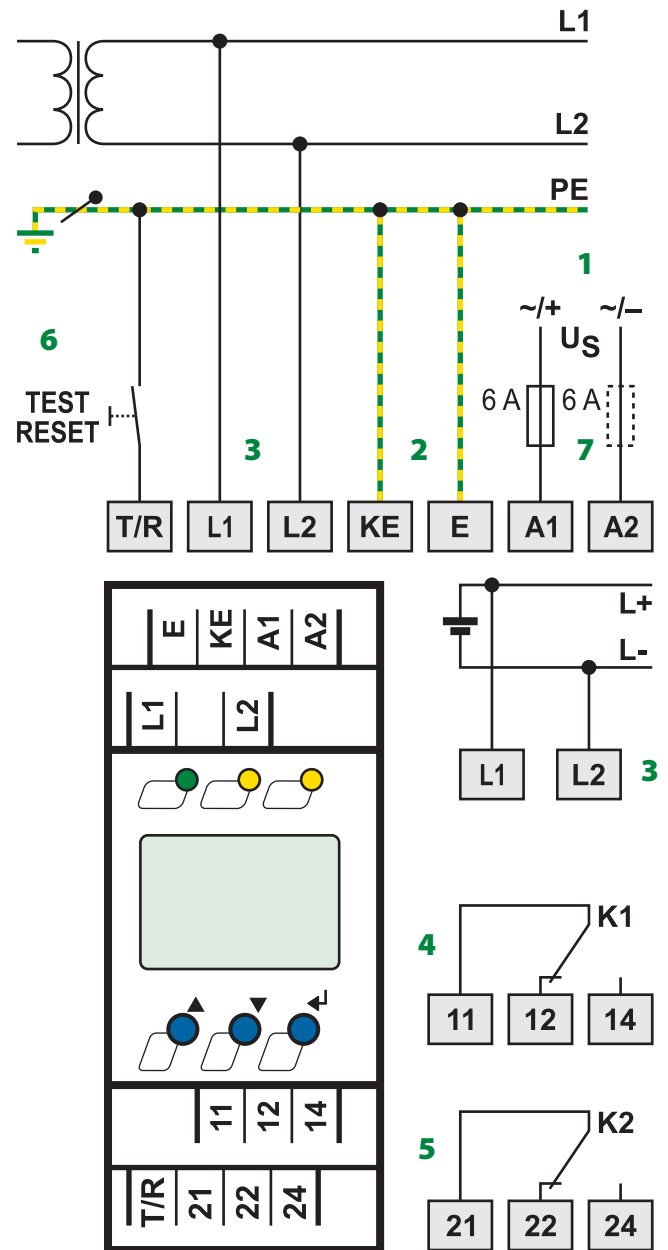 L1
L2
PE
1
~/+ ~/–
US
6
6 A 6 A
TEST
RESET
3 2 7
T/R L1 L2 KE E A1 A2
E KE A1 A2
L+
L-
L1 L2
L1 L2 3
K1
4
11 12 14
11 12 14
K2
5
T/R 21 22 24
21 22 24